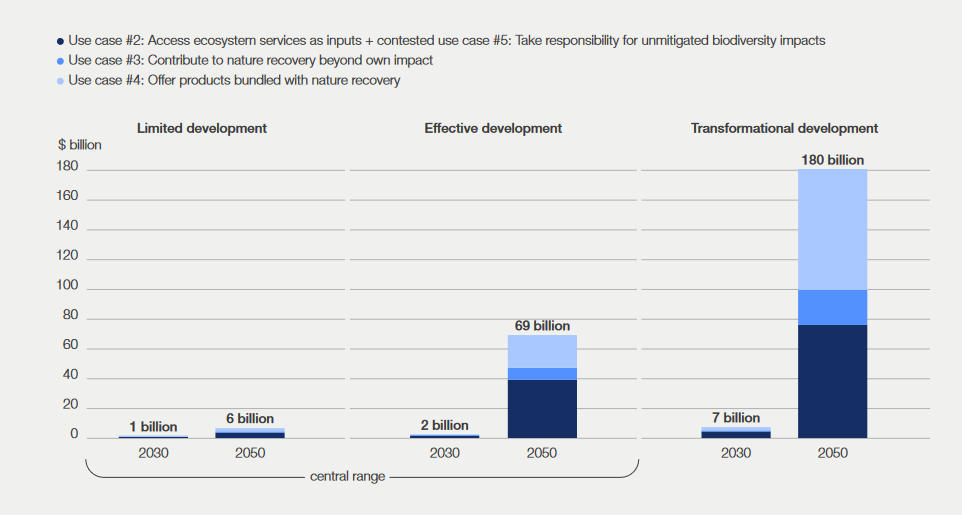 Use case #2: Access ecosystem services as inputs + contested use case #5: Take responsibility for unmitigated biodiversity impacts
Use case #3: Contribute to nature recovery beyond own impact
Use case #4: Offer products bundled with nature recovery
Limited development
Effective development
Transformational development
$ billion
180
160
140
120
100
80
60
40
20
0
1 billion
6 billion
2 billion
69 billion
7 billion
180 billion
2030
2050
2030
2050
2030
2050
central range